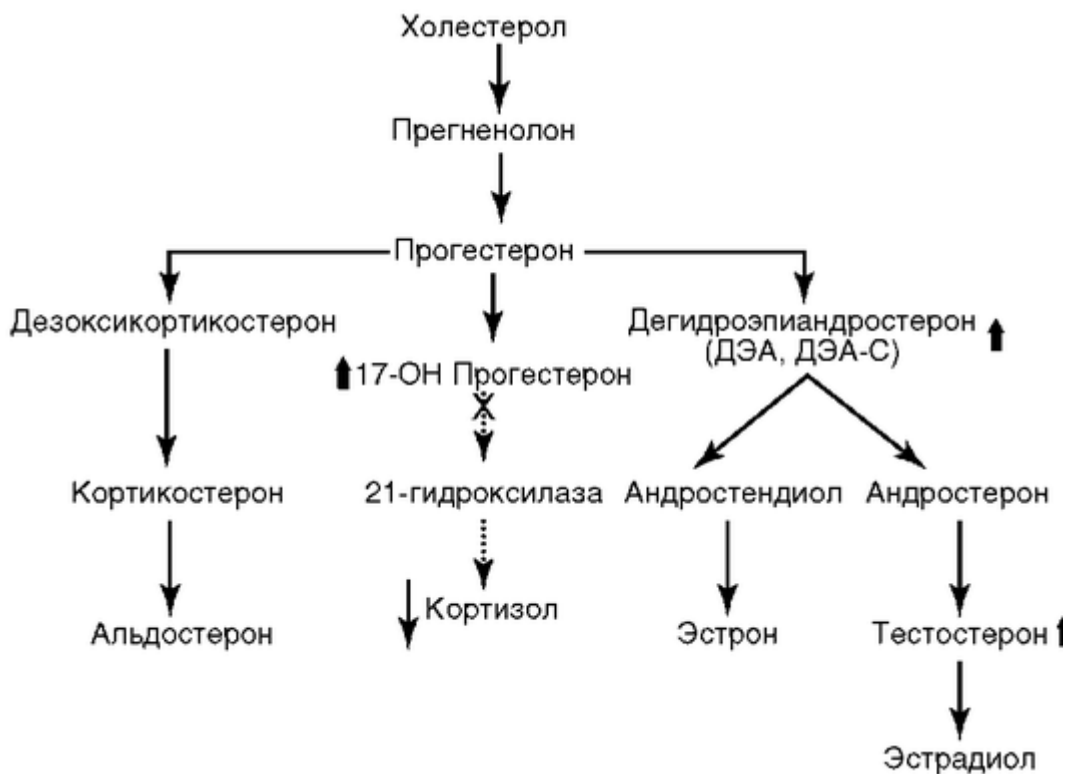 Холестерол
Прегненолон
Прогестерон
Дезоксикортикостерон
Дегидроэпиандростерон
(ДЭА, ДЭА-С)
17-ОН Прогестерон
X
Кортикостерон
21-гидроксилаза
Андростендиол
Андростерон
Кортизол
Альдостерон
Эстрон
Тестостерон
Эстрадиол